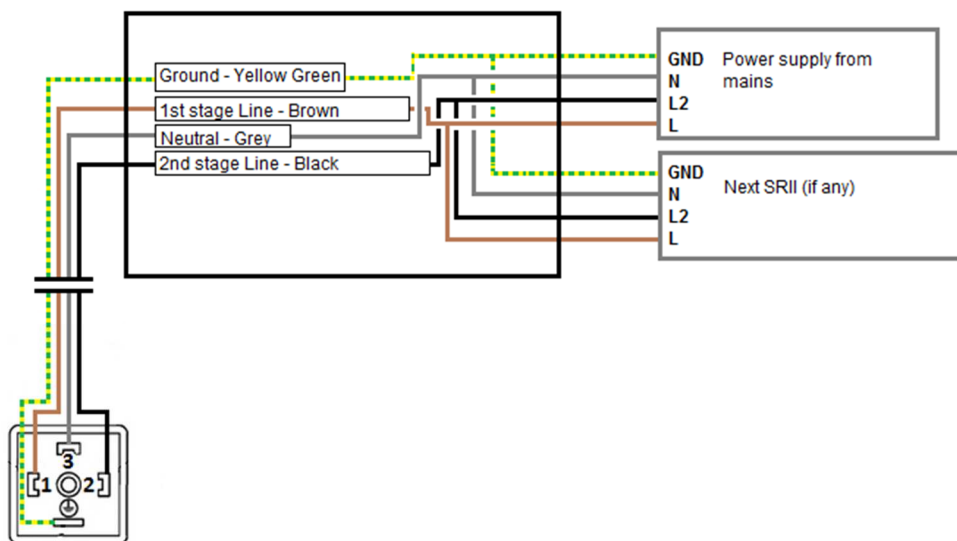 Ground - Yellow Green
1st stage Line - Brown
Neutral - Grey
2nd stage Line - Black
GND
N
L2
L
Power supply from
mains
GND
N
L2
L
Next SRII (if any)
3
1
2